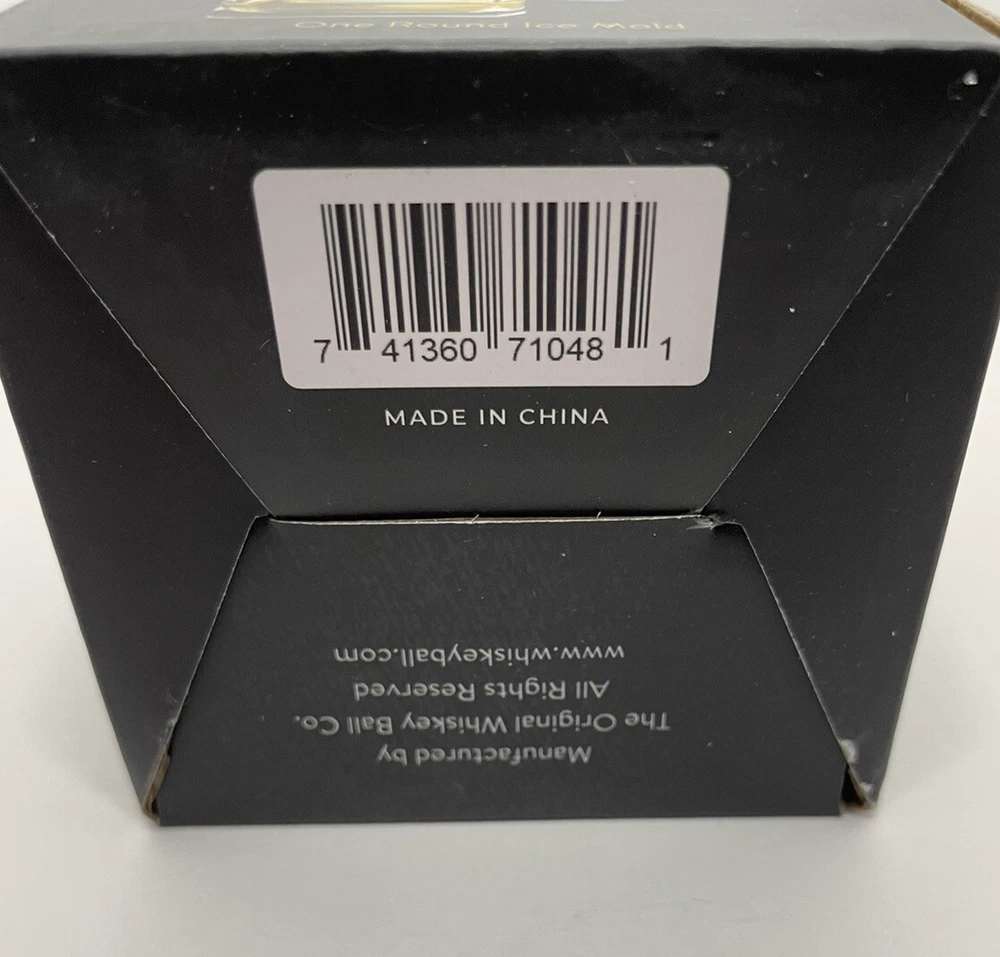 One Round Ice Mold
7 41360 71048 1
MADE IN CHINA
Manufactured by
The Original Whiskey Ball Co.
All Rights Reserved
www.whiskeyball.com